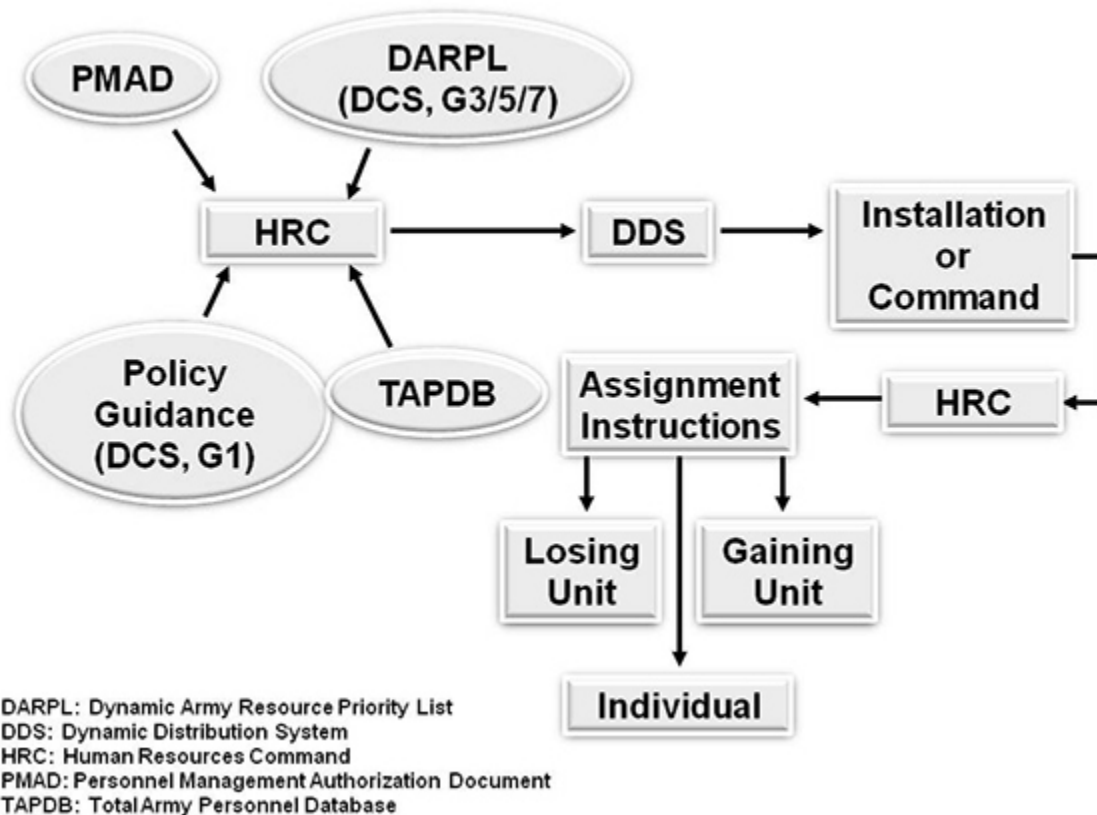 PMAD
DARPL
(DCS, G3/5/7)
HRC
DDS
Installation
or
Command
Policy
Guidance
(DCS, G1)
TAPDB
Assignment
Instructions
HRC
Losing
Unit
Gaining
Unit
Individual
DARPL: Dynamic Army Resource Priority List
DDS: Dynamic Distribution System
HRC: Human Resources Command
PMAD: Personnel Management Authorization Document
TAPDB: Total Army Personnel Database